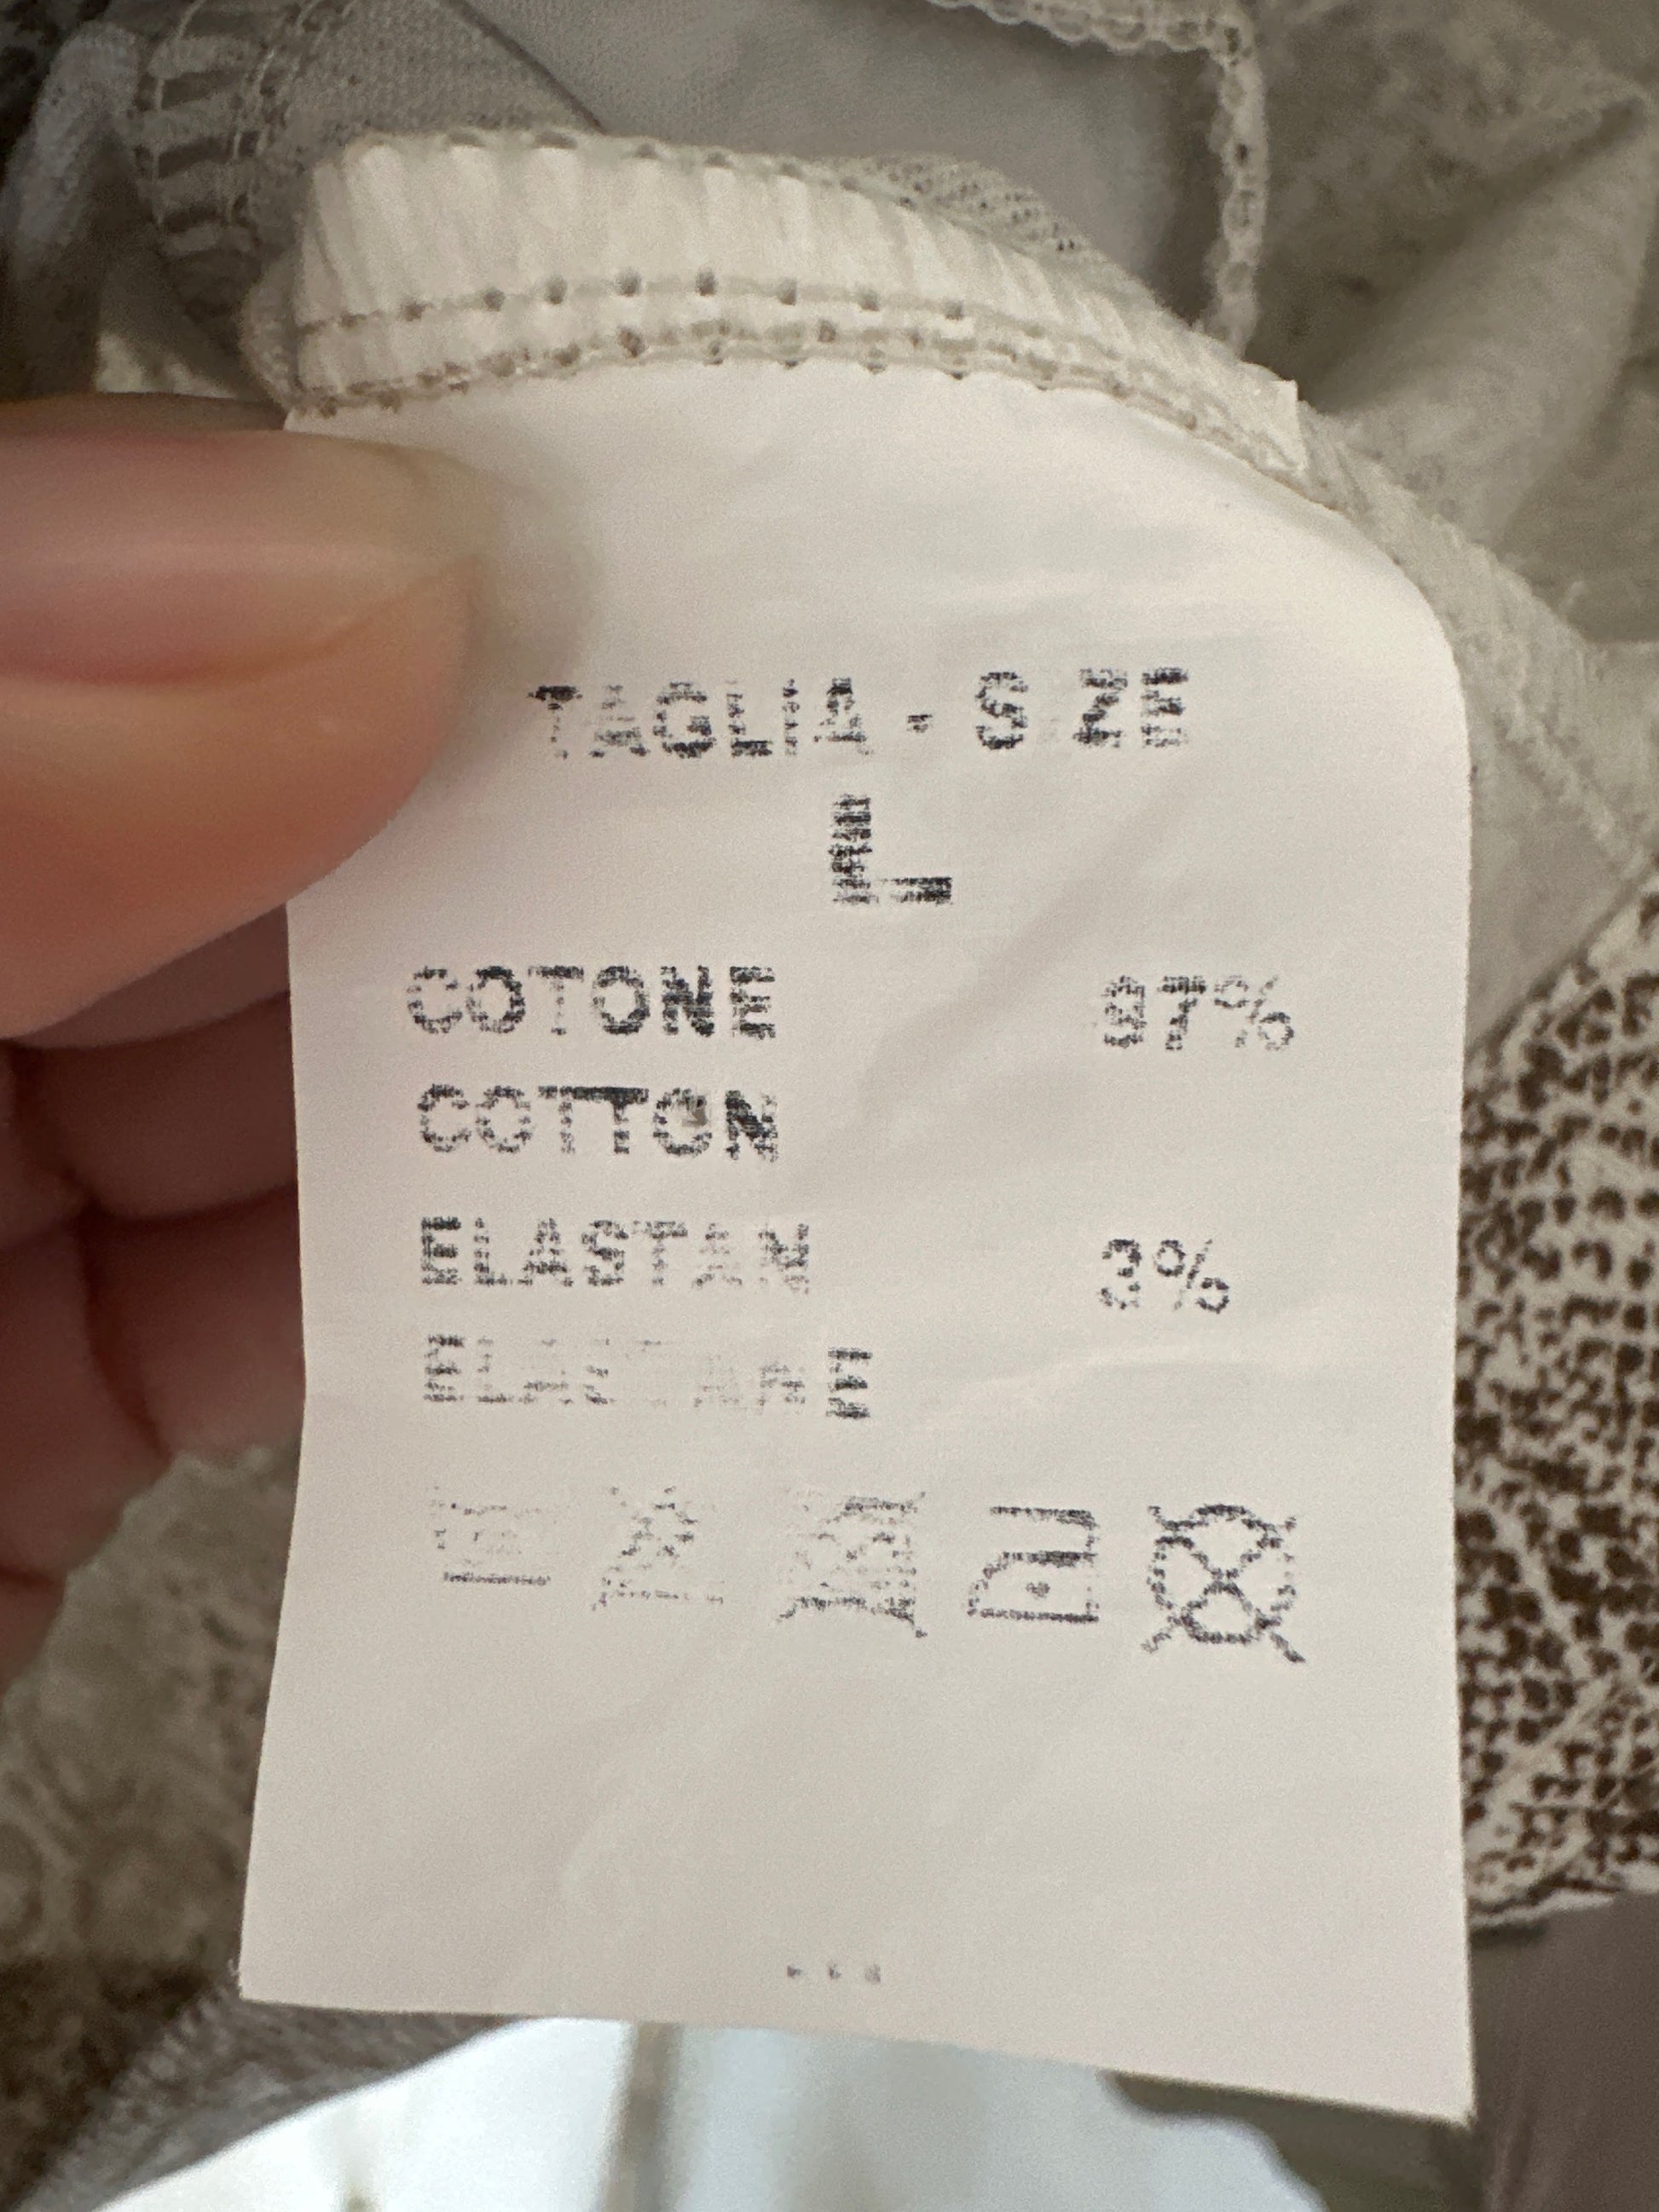 TAGLIA - SIZE
L
COTONE 97%
COTTON
ELASTAN 3%
ELASTANE